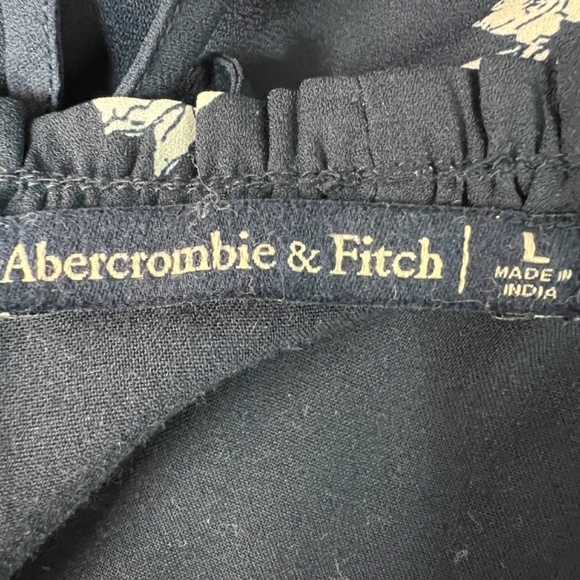 Abercrombie & Fitch | L
MADE IN
INDIA